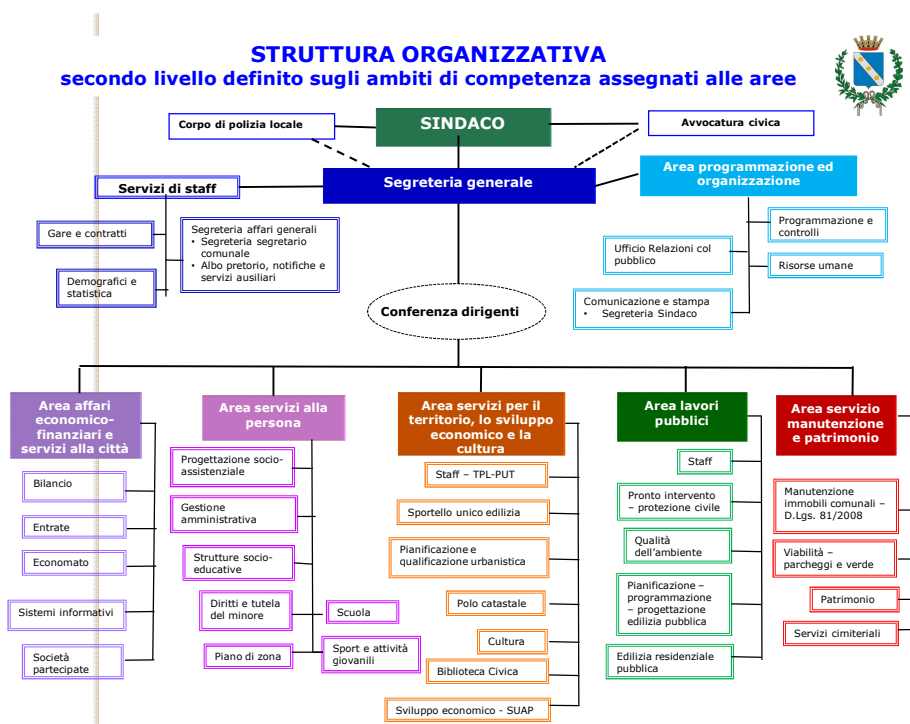 STRUTTURA ORGANIZZATIVA
secondo livello definito sugli ambiti di competenza assegnati alle aree
Corpo di polizia locale
SINDACO
Avvocatura civica
Servizi di staff
Segreteria generale
Area programmazione ed
organizzazione
Gare e contratti
Segreteria affari generali
• Segreteria segretario
comunale
• Albo pretorio, notifiche e
servizi ausiliari
Demografici e
statistica
Programmazione e
controlli
Ufficio Relazioni col
pubblico
Risorse umane
Comunicazione e stampa
• Segreteria Sindaco
Conferenza dirigenti
Area affari
economico-
finanziari e
servizi alla città
Bilancio
Entrate
Economato
Sistemi informativi
Società
partecipate
Area servizi alla
persona
Progettazione socio-
assistenziale
Gestione
amministrativa
Strutture socio-
educative
Diritti e tutela
del minore
Scuola
Piano di zona
Sport e attività
giovanili
Area servizi per il
territorio, lo sviluppo
economico e la
cultura
Staff – TPL-PUT
Sportello unico edilizia
Pianificazione e
qualificazione urbanistica
Polo catastale
Cultura
Biblioteca Civica
Sviluppo economico - SUAP
Area lavori
pubblici
Staff
Pronto intervento
– protezione civile
Qualità
dell'ambiente
Pianificazione –
programmazione
– progettazione
edilizia pubblica
Edilizia residenziale
pubblica
Area servizio
manutenzione
e patrimonio
Manutenzione
immobili comunali –
D.Lgs. 81/2008
Viabilità –
parcheggi e verde
Patrimonio
Servizi cimiteriali